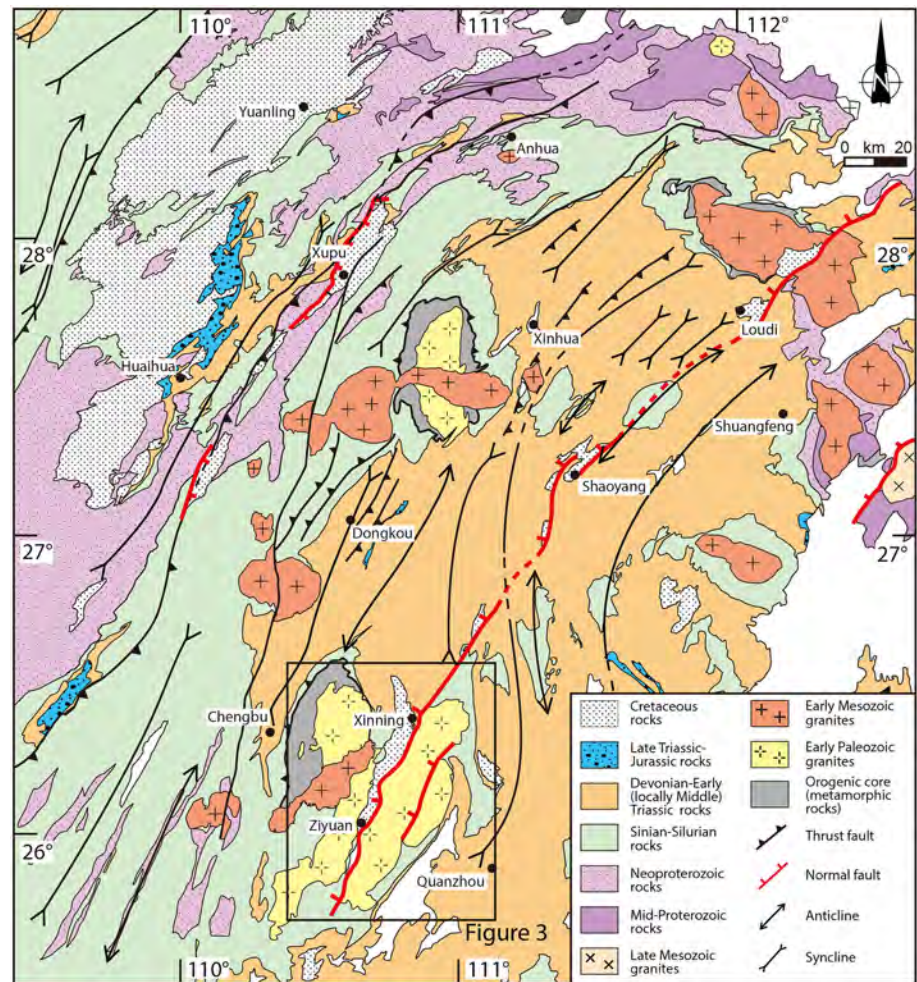 110°
111°
112°
N
0 km 20
Yuanling
Anhua
28°
28°
Xupu
Xinhua
Loudi
Huaihua
Shuangfeng
Shaoyang
27°
Dongkou
27°
Chengbu
Xinning
Ziyuan
26°
Quanzhou
Figure 3
110°
111°
Cretaceous
rocks
Late Triassic-
Jurassic rocks
Devonian-Early
(locally Middle)
Triassic rocks
Sinian-Silurian
rocks
Neoproterozoic
rocks
Mid-Proterozoic
rocks
Late Mesozoic
granites
Early Mesozoic
granites
Early Paleozoic
granites
Orogenic core
(metamorphic
rocks)
Thrust fault
Normal fault
Anticline
Syncline